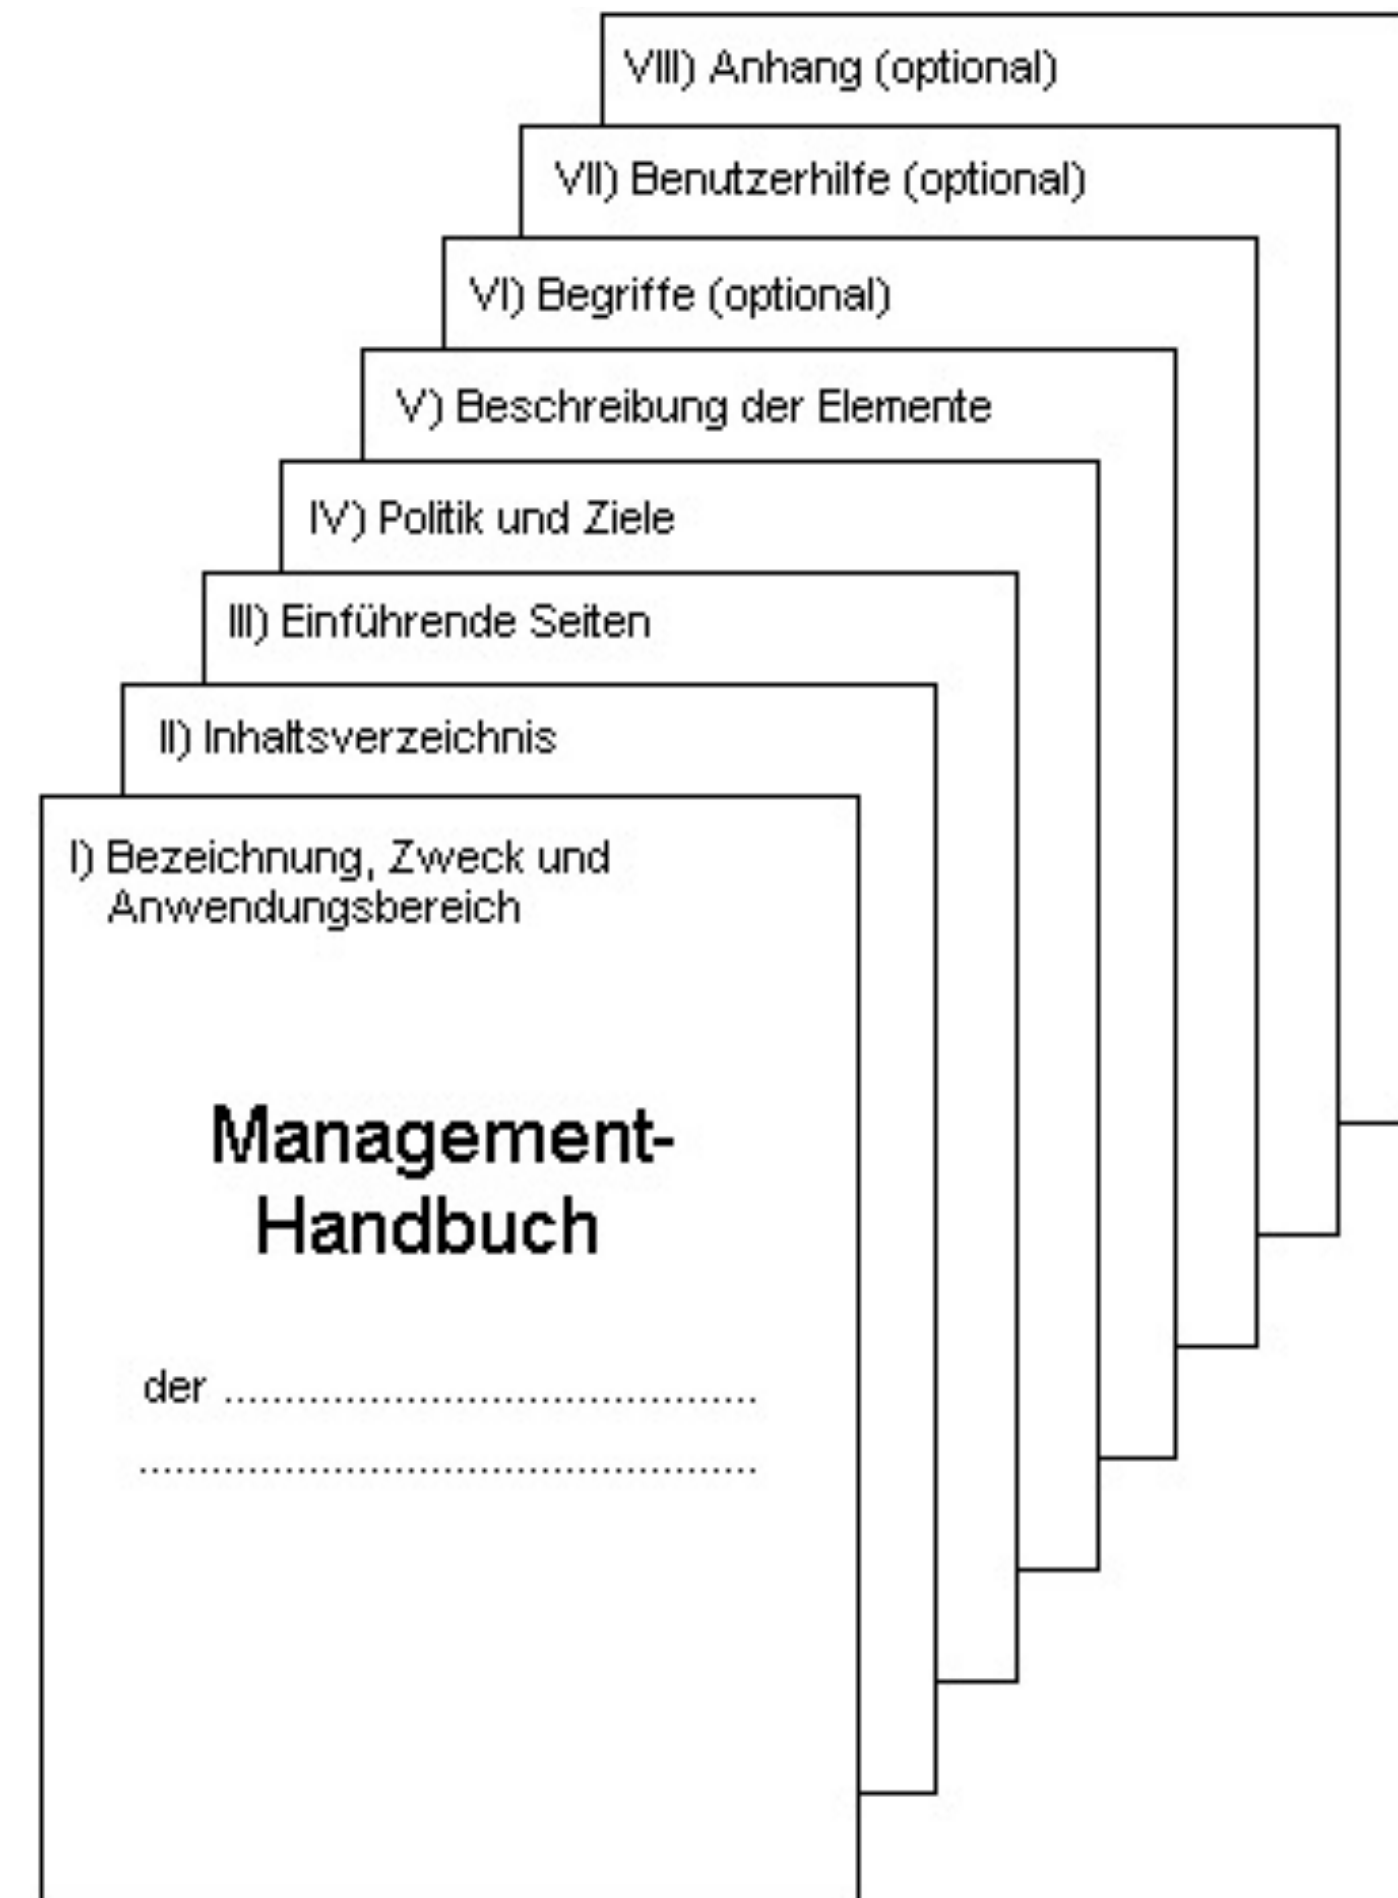 VIII) Anhang (optional)
VII) Benutzerhilfe (optional)
VI) Begriffe (optional)
V) Beschreibung der Elemente
IV) Politik und Ziele
III) Einführende Seiten
II) Inhaltsverzeichnis
I) Bezeichnung, Zweck und
Anwendungsbereich
Management-
Handbuch
der ............................................
...................................................